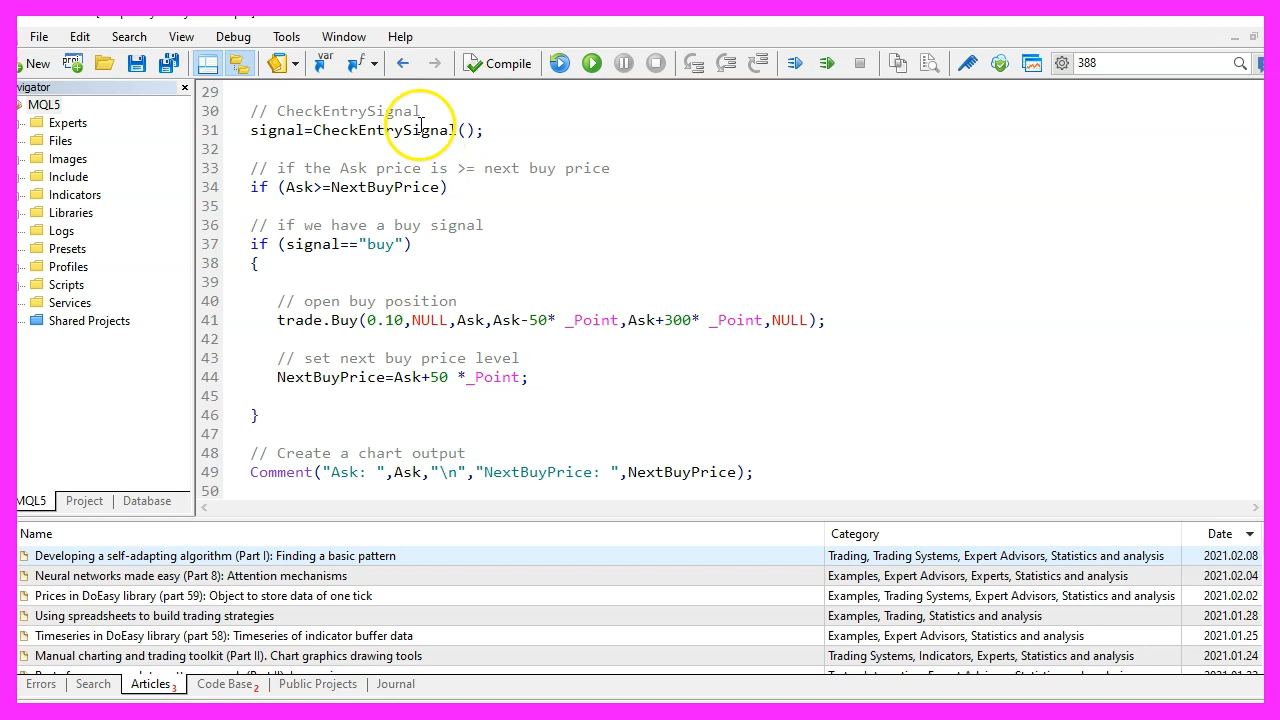 File Edit Search View Debug Tools Window Help
New Compile 388
vigator
MQL5
Experts
Files
Images
Include
Indicators
Libraries
Logs
Presets
Profiles
Scripts
Services
Shared Projects
MQL5 Project Database
29
30 // CheckEntrySignal
31 signal=CheckEntrySignal();
32
33 // if the Ask price is >= next buy price
34 if (Ask>=NextBuyPrice)
35
36 // if we have a buy signal
37 if (signal=="buy")
38 {
39
40 // open buy position
41 trade.Buy(0.10,NULL,Ask,Ask-50* _Point,Ask+300* _Point,NULL);
42
43 // set next buy price level
44 NextBuyPrice=Ask+50 *_Point;
45
46 }
47
48 // Create a chart output
49 Comment("Ask: ",Ask,"\n","NextBuyPrice: ",NextBuyPrice);
50
Name Category Date
Developing a self-adapting algorithm (Part I): Finding a basic pattern Trading, Trading Systems, Expert Advisors, Statistics and analysis 2021.02.08
Neural networks made easy (Part 8): Attention mechanisms Examples, Expert Advisors, Experts, Statistics and analysis 2021.02.04
Prices in DoEasy library (part 59): Object to store data of one tick Examples, Trading Systems, Expert Advisors, Statistics and analysis 2021.02.02
Using spreadsheets to build trading strategies Examples, Trading, Statistics and analysis 2021.01.28
Timeseries in DoEasy library (part 58): Timeseries of indicator buffer data Examples, Expert Advisors, Statistics and analysis 2021.01.25
Manual charting and trading toolkit (Part II). Chart graphics drawing tools Trading Systems, Indicators, Expert Advisors, Statistics and analysis 2021.01.24
Errors Search Articles 3 Code Base 2 Public Projects Journal